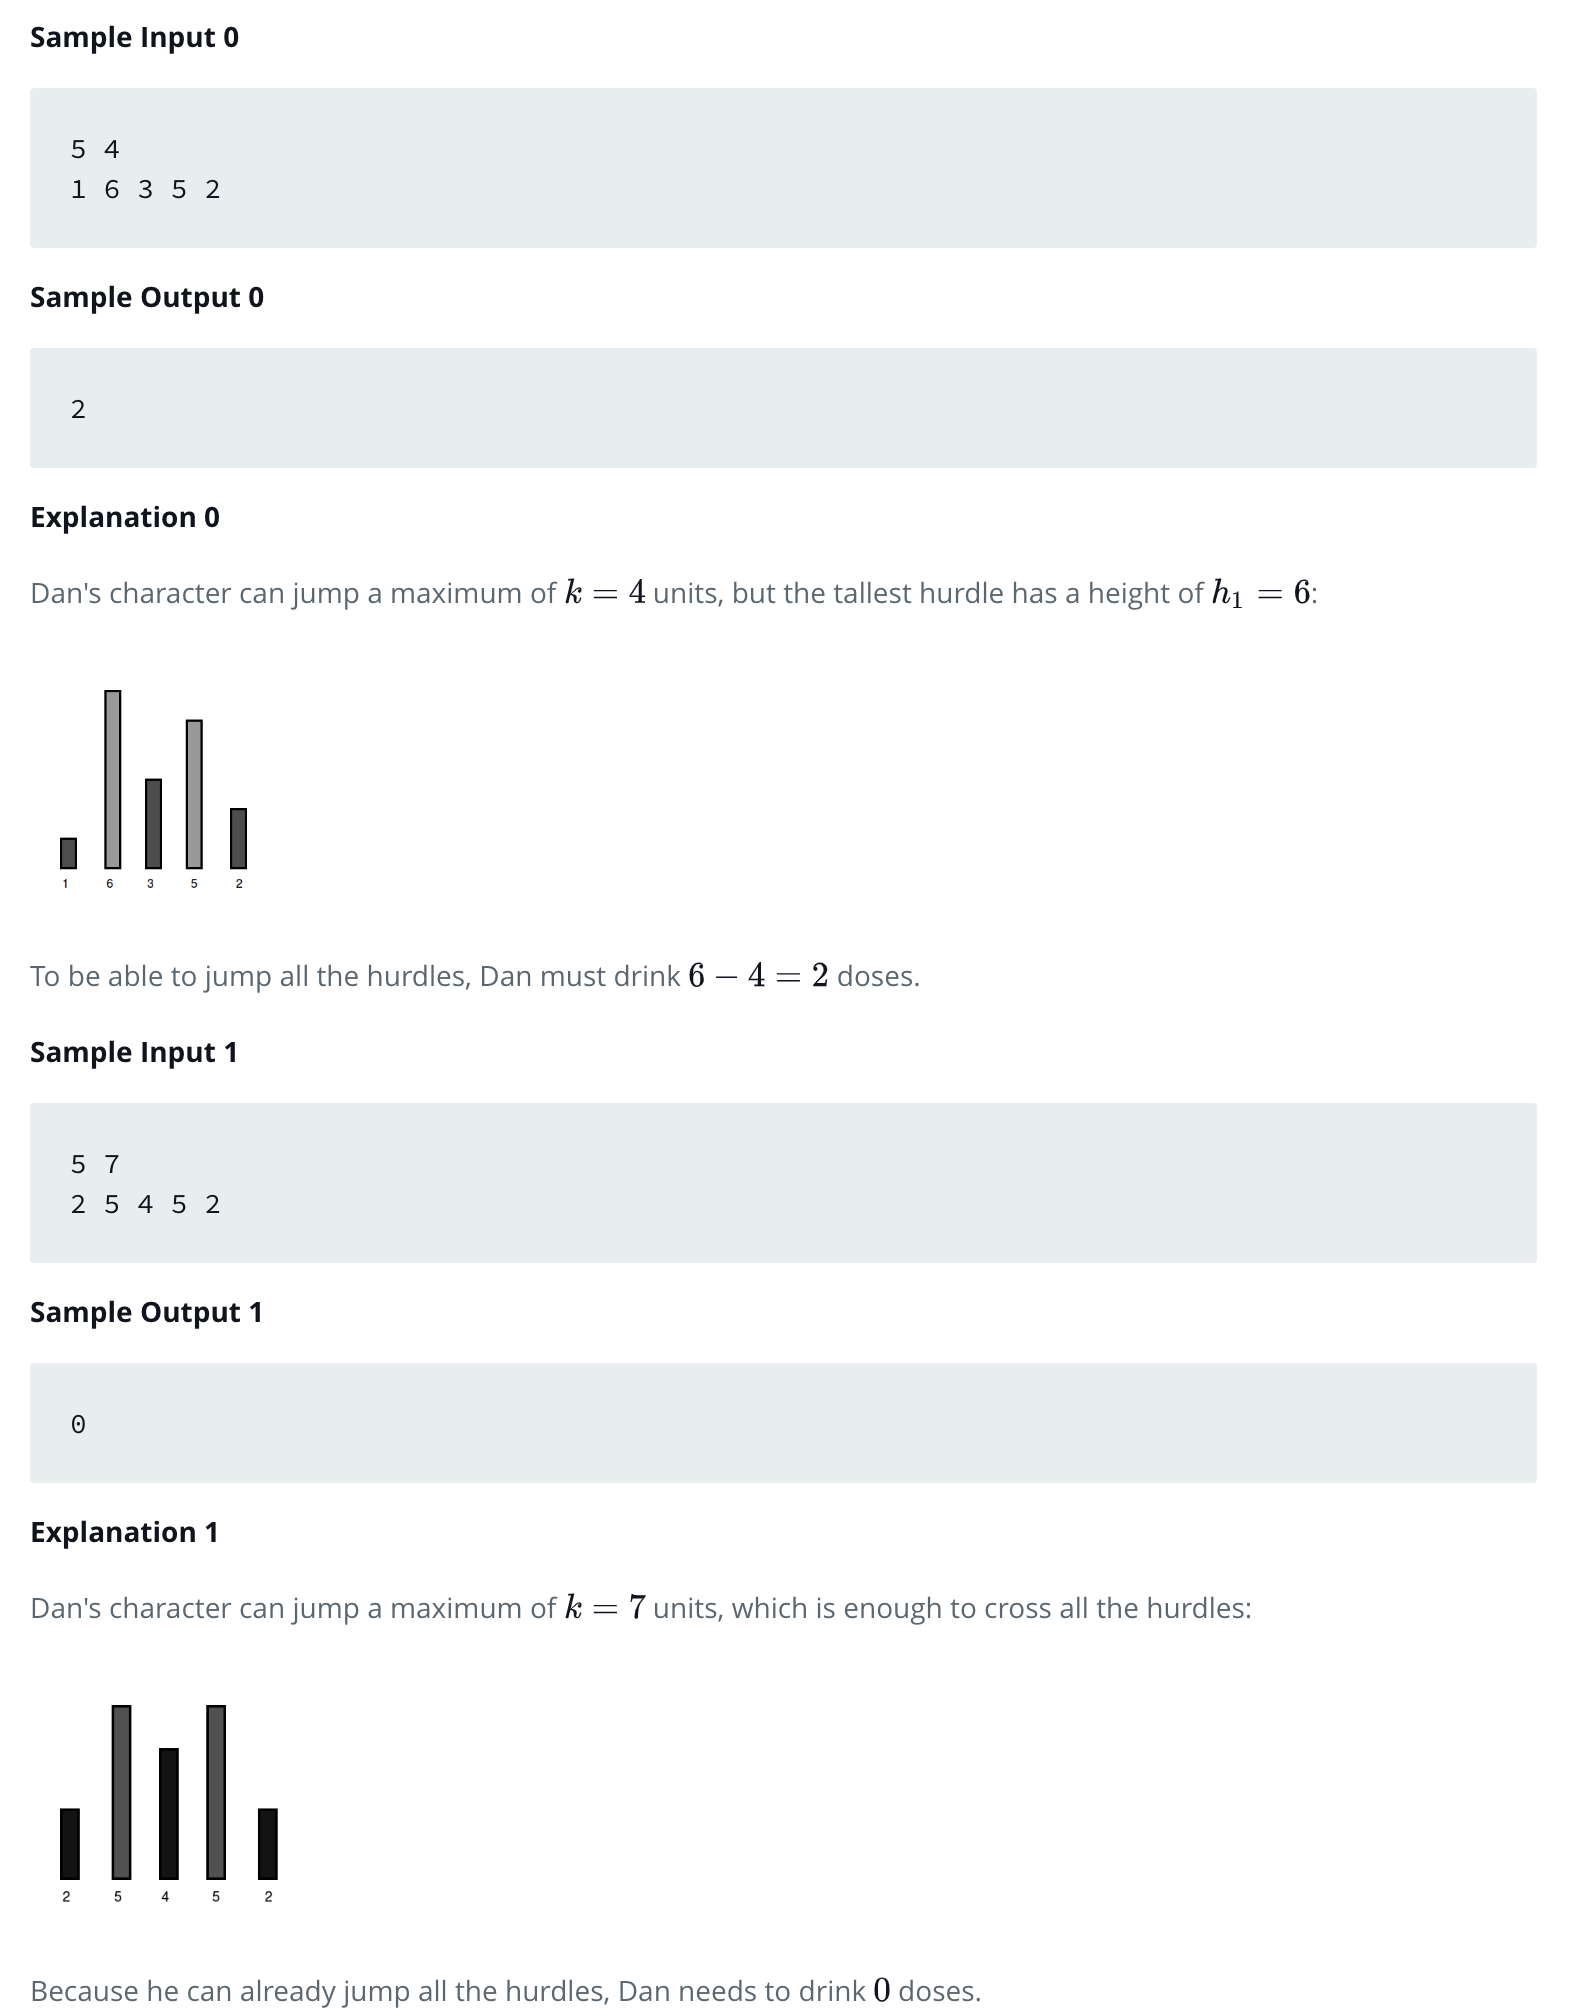 Sample Input 0
5 4
1 6 3 5 2
Sample Output 0
2
Explanation 0
Dan's character can jump a maximum of k = 4 units, but the tallest hurdle has a height of h₁ = 6:
1 6 3 5 2
To be able to jump all the hurdles, Dan must drink 6 − 4 = 2 doses.
Sample Input 1
5 7
2 5 4 5 2
Sample Output 1
0
Explanation 1
Dan's character can jump a maximum of k = 7 units, which is enough to cross all the hurdles:
2 5 4 5 2
Because he can already jump all the hurdles, Dan needs to drink 0 doses.